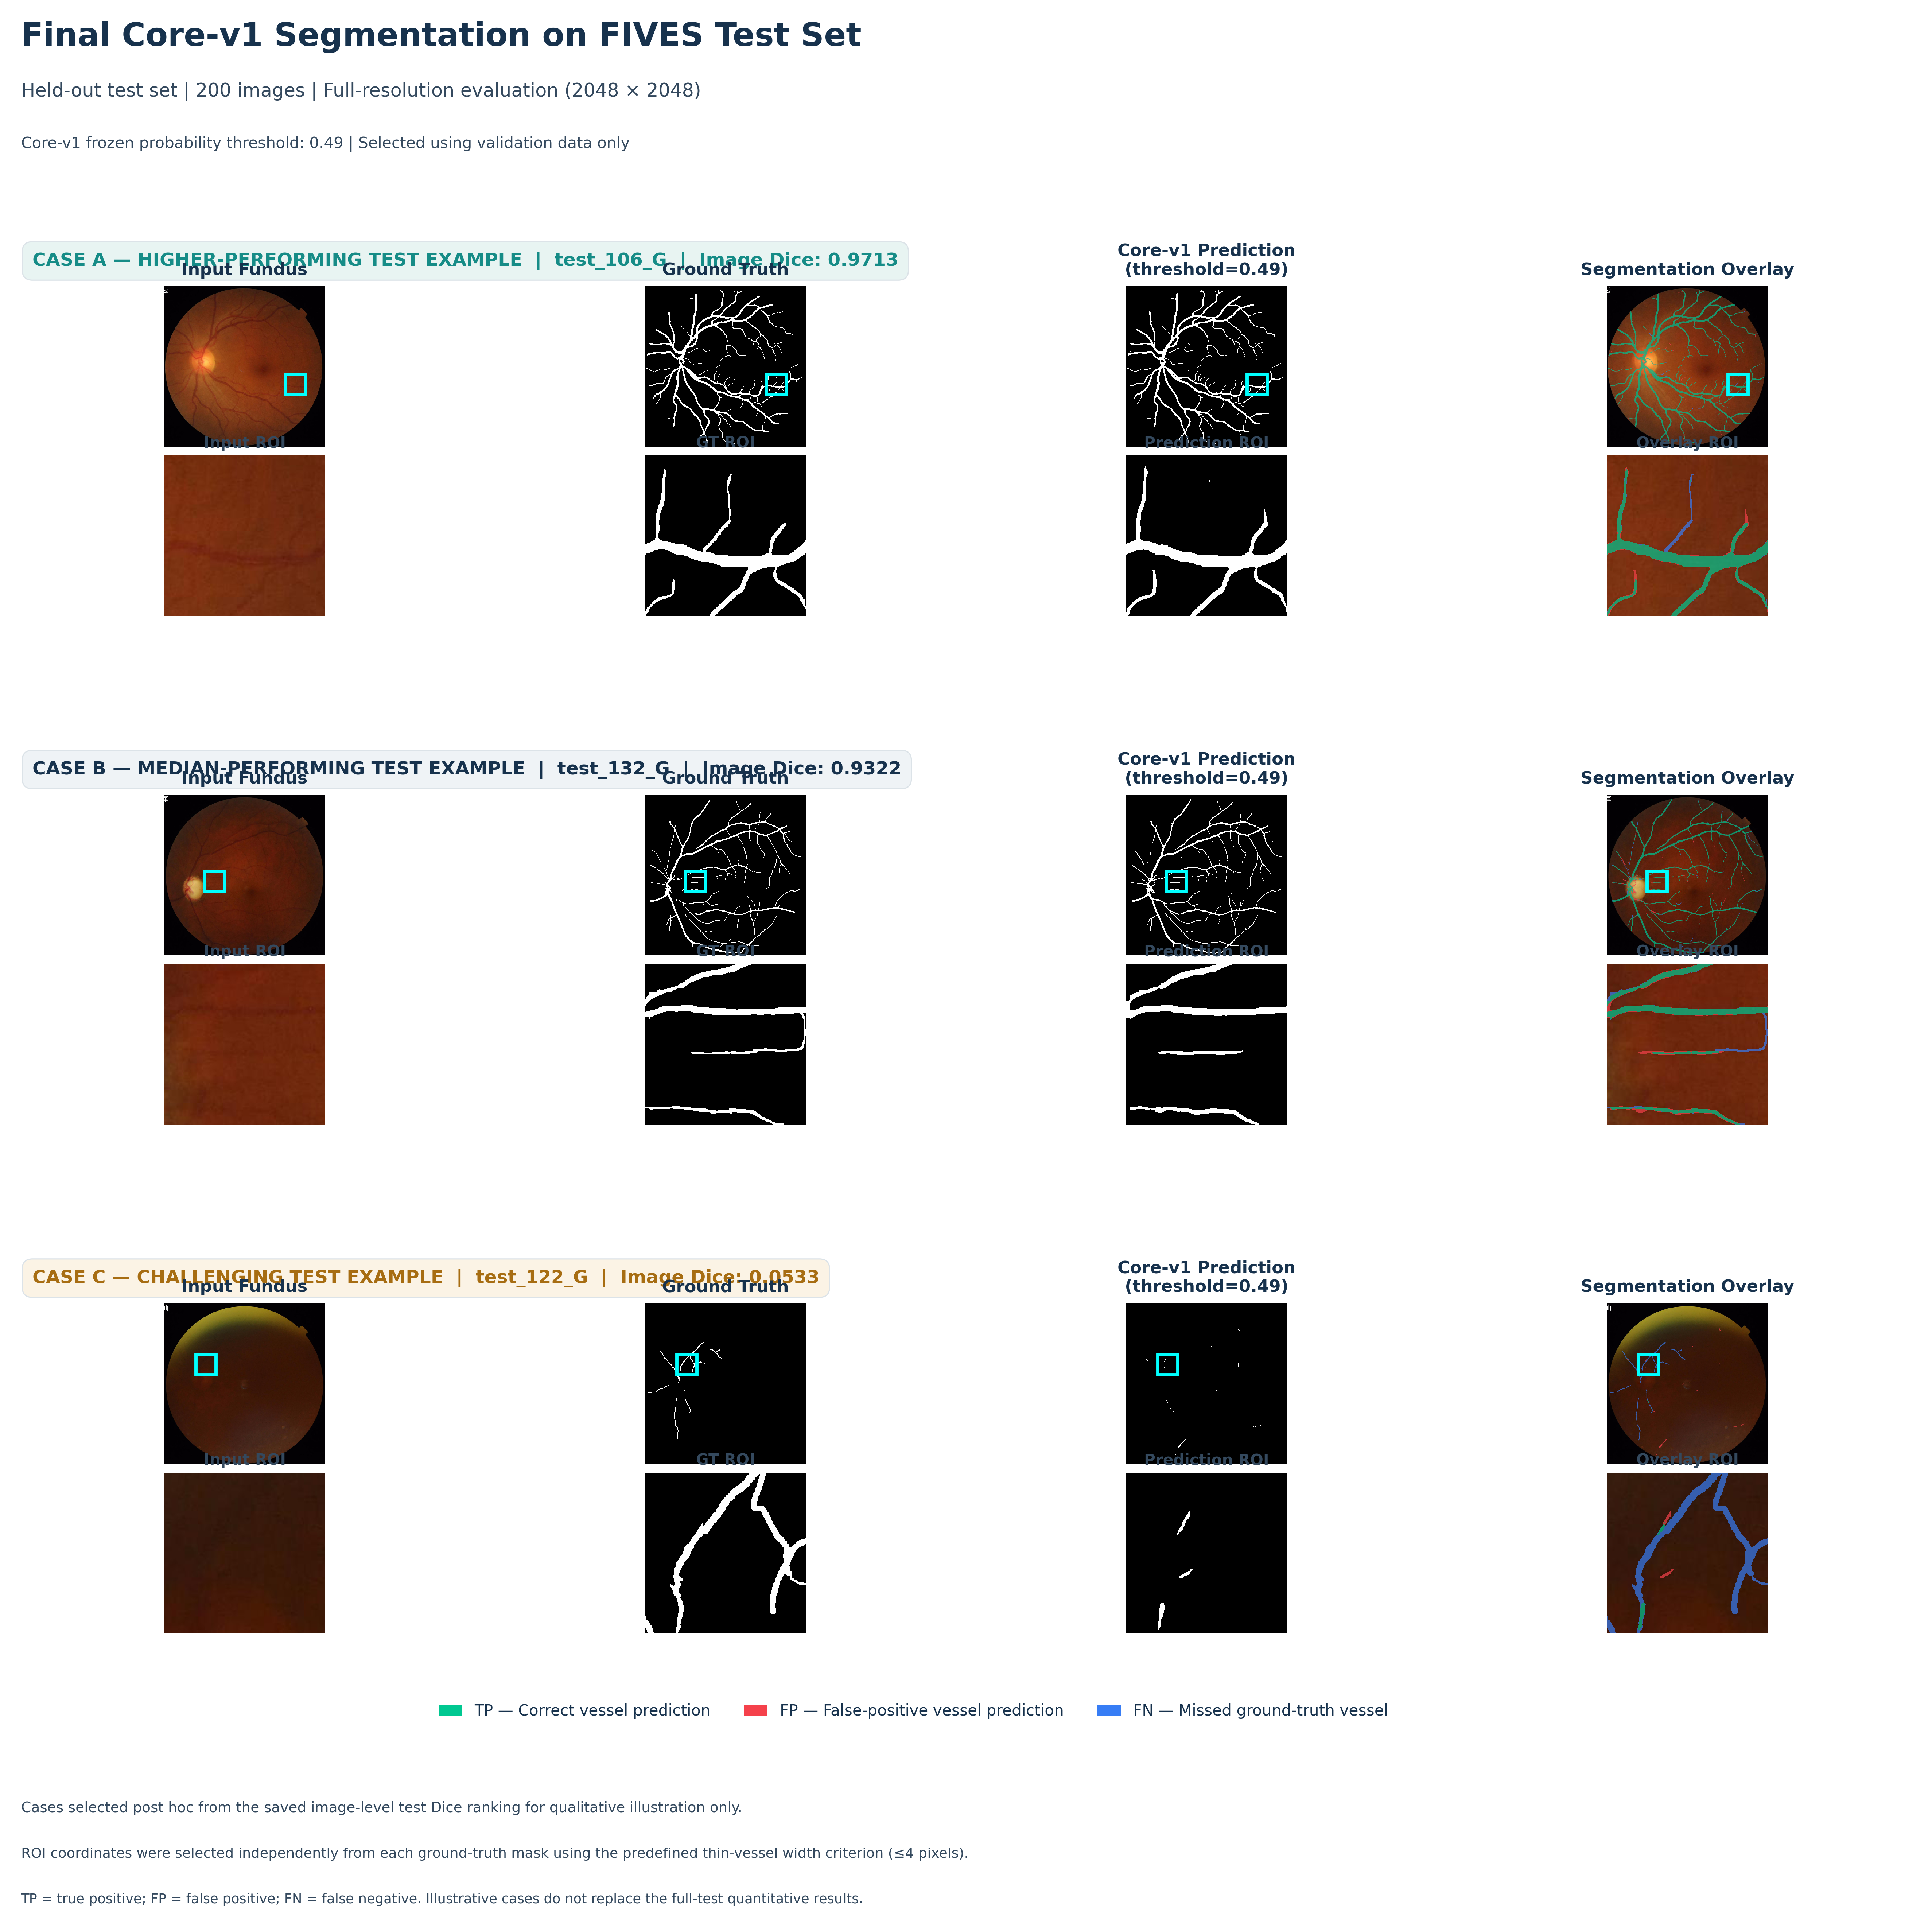 Final Core-v1 Segmentation on FIVES Test Set
Held-out test set | 200 images | Full-resolution evaluation (2048 × 2048)
Core-v1 frozen probability threshold: 0.49 | Selected using validation data only
CASE A — HIGHER-PERFORMING TEST EXAMPLE | test_106_G | Image Dice: 0.9713
Input Fundus
Ground Truth
Core-v1 Prediction
(threshold=0.49)
Segmentation Overlay
Input ROI
GT ROI
Prediction ROI
Overlay ROI
CASE B — MEDIAN-PERFORMING TEST EXAMPLE | test_132_G | Image Dice: 0.9322
Input Fundus
Ground Truth
Core-v1 Prediction
(threshold=0.49)
Segmentation Overlay
Input ROI
GT ROI
Prediction ROI
Overlay ROI
CASE C — CHALLENGING TEST EXAMPLE | test_122_G | Image Dice: 0.0533
Input Fundus
Ground Truth
Core-v1 Prediction
(threshold=0.49)
Segmentation Overlay
Input ROI
GT ROI
Prediction ROI
Overlay ROI
TP — Correct vessel prediction
FP — False-positive vessel prediction
FN — Missed ground-truth vessel
Cases selected post hoc from the saved image-level test Dice ranking for qualitative illustration only.
ROI coordinates were selected independently from each ground-truth mask using the predefined thin-vessel width criterion (≤4 pixels).
TP = true positive; FP = false positive; FN = false negative. Illustrative cases do not replace the full-test quantitative results.